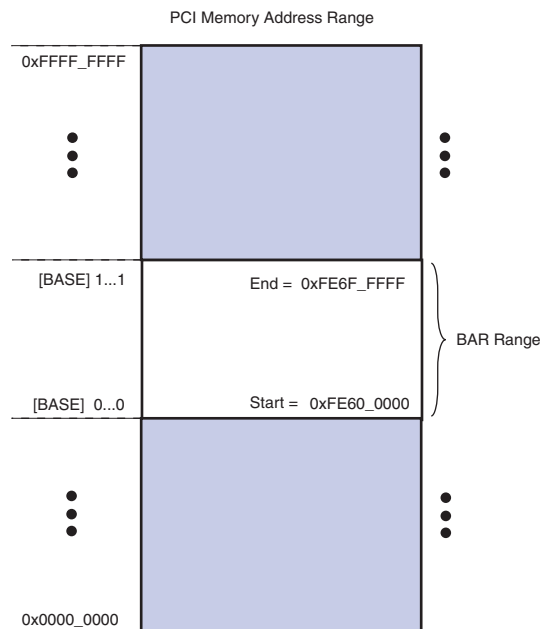 PCI Memory Address Range
0xFFFF_FFFF
[BASE] 1...1
End = 0xFE6F_FFFF
BAR Range
[BASE] 0...0
Start = 0xFE60_0000
0x0000_0000